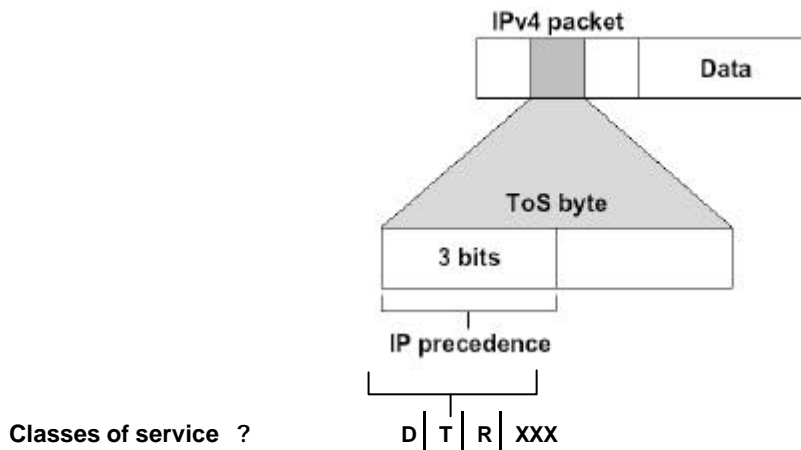 IPv4 packet
Data
ToS byte
3 bits
IP precedence
Classes of service ? D T R XXX